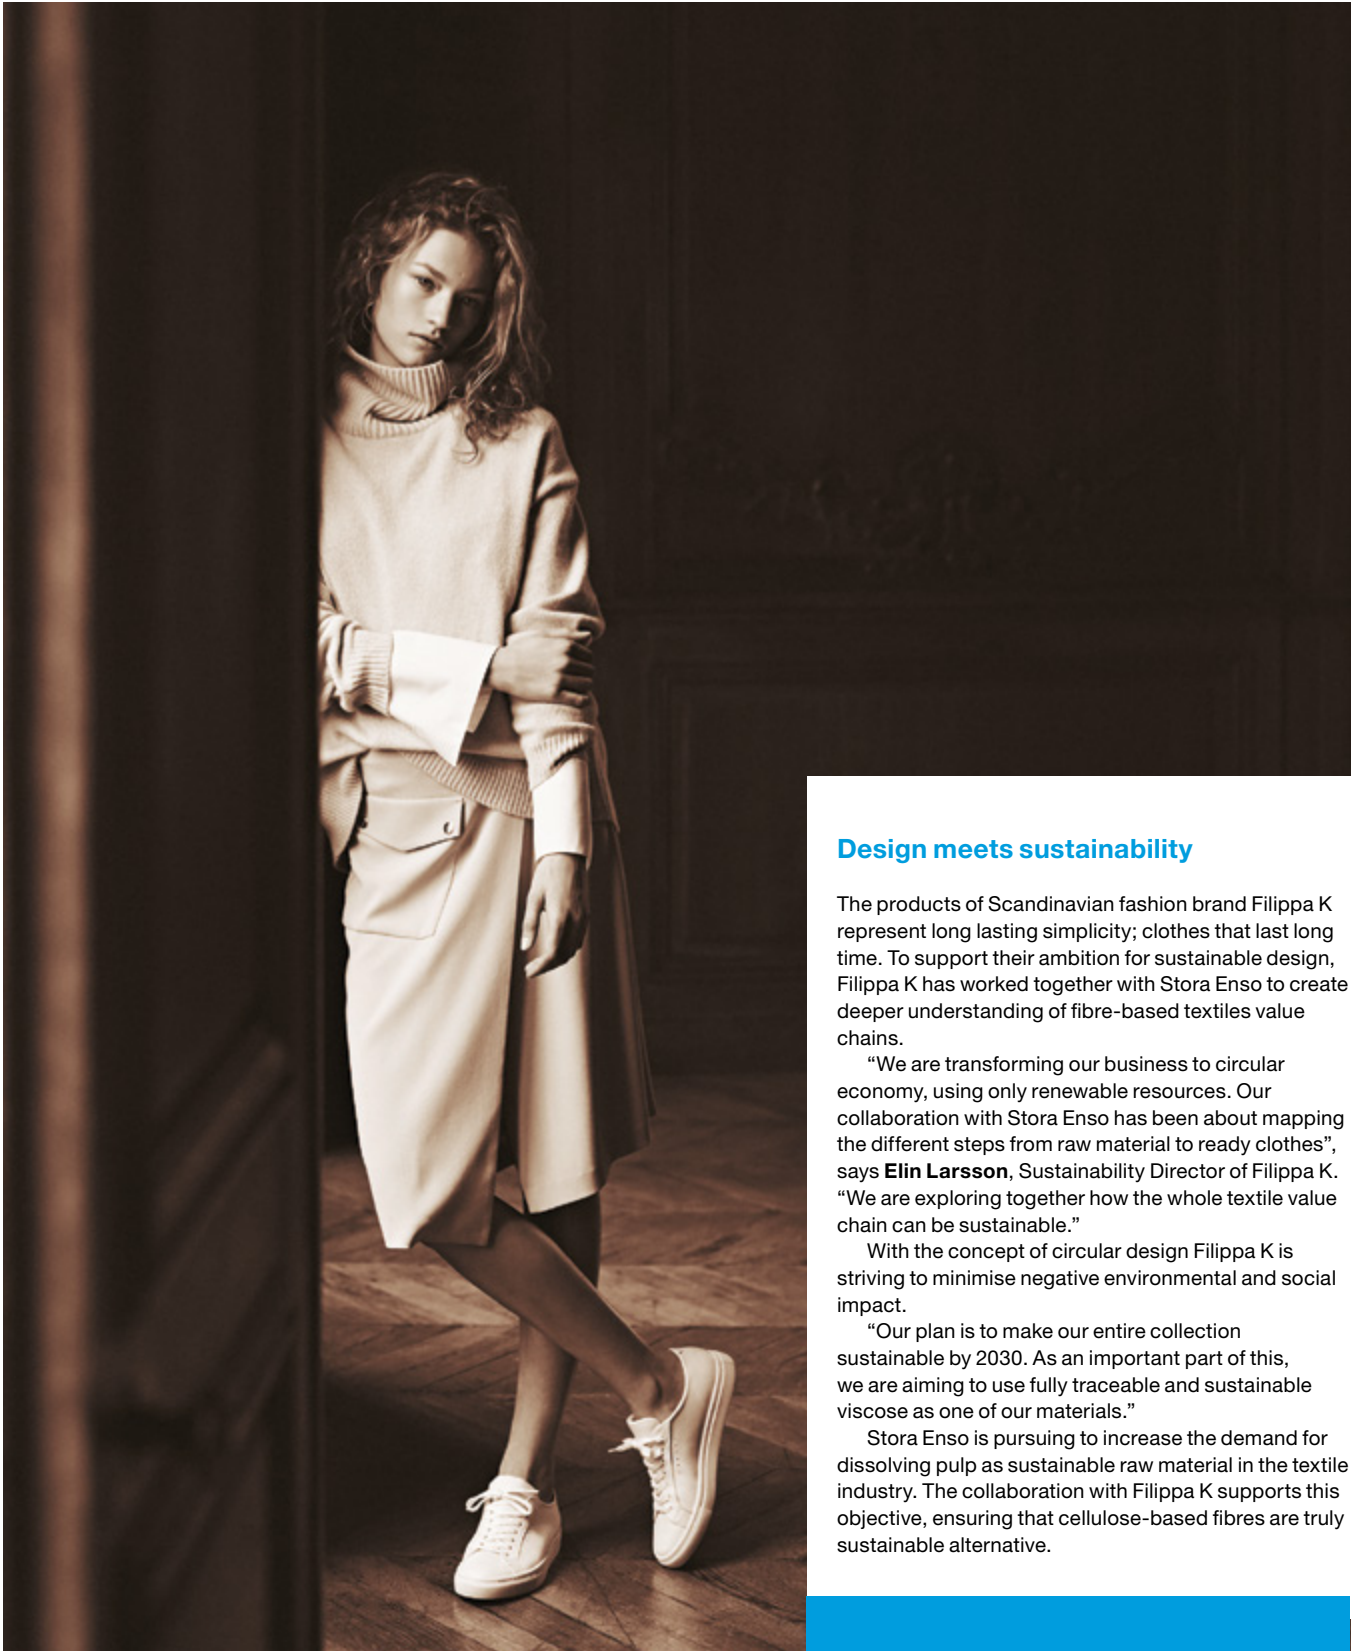 Design meets sustainability
The products of Scandinavian fashion brand Filippa K
represent long lasting simplicity; clothes that last long
time. To support their ambition for sustainable design,
Filippa K has worked together with Stora Enso to create
deeper understanding of fibre-based textiles value
chains.
“We are transforming our business to circular
economy, using only renewable resources. Our
collaboration with Stora Enso has been about mapping
the different steps from raw material to ready clothes”,
says Elin Larsson, Sustainability Director of Filippa K.
“We are exploring together how the whole textile value
chain can be sustainable.”
With the concept of circular design Filippa K is
striving to minimise negative environmental and social
impact.
“Our plan is to make our entire collection
sustainable by 2030. As an important part of this,
we are aiming to use fully traceable and sustainable
viscose as one of our materials.”
Stora Enso is pursuing to increase the demand for
dissolving pulp as sustainable raw material in the textile
industry. The collaboration with Filippa K supports this
objective, ensuring that cellulose-based fibres are truly
sustainable alternative.